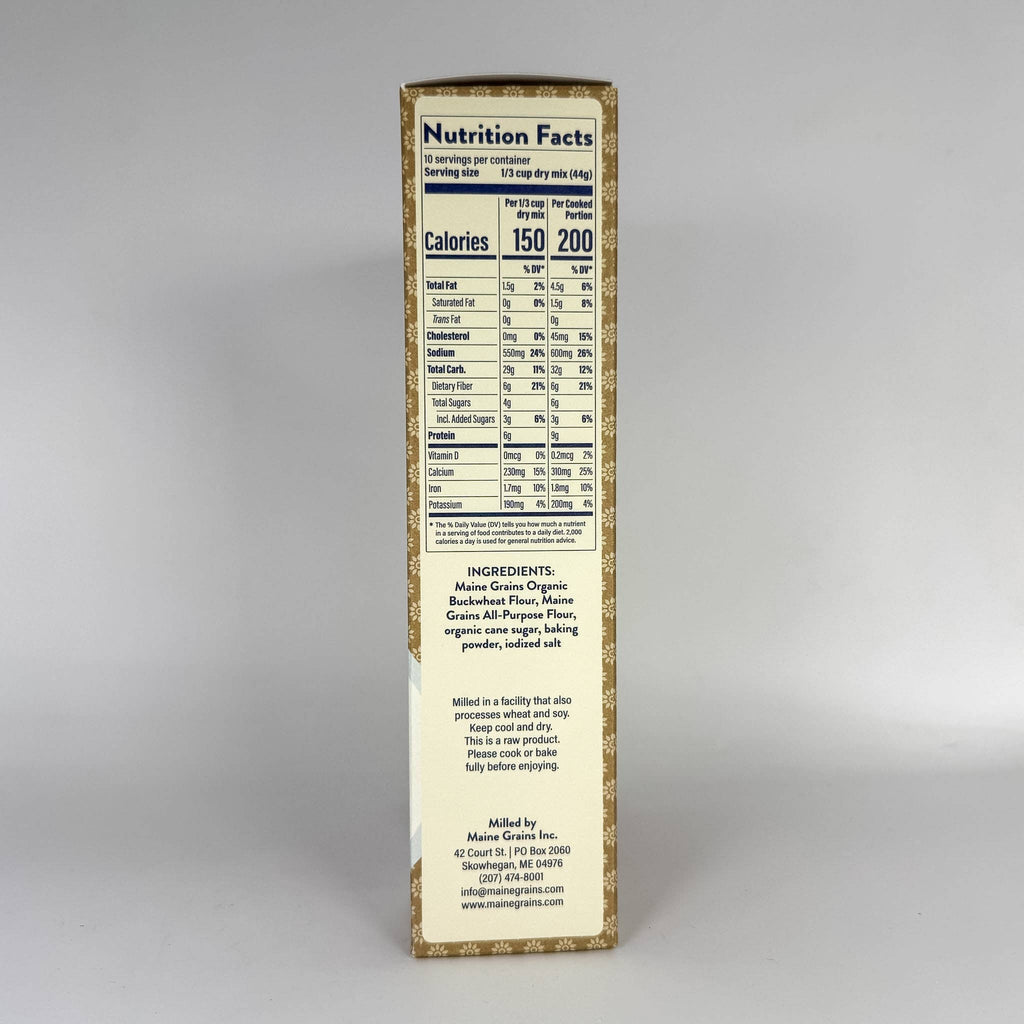 Nutrition Facts
10 servings per container
Serving size 1/3 cup dry mix (44g)
Per 1/3 cup dry mix Per Cooked Portion
Calories 150 200
% DV* % DV*
Total Fat 1.5g 2% 4.5g 6%
Saturated Fat 0g 0% 1.5g 8%
Trans Fat 0g 0g
Cholesterol 0mg 0% 45mg 15%
Sodium 550mg 24% 600mg 26%
Total Carb. 29g 11% 32g 12%
Dietary Fiber 6g 21% 6g 21%
Total Sugars 4g 6g
Incl. Added Sugars 3g 6% 3g 6%
Protein 6g 9g
Vitamin D 0mcg 0% 0.2mcg 2%
Calcium 230mg 15% 310mg 25%
Iron 1.7mg 10% 1.8mg 10%
Potassium 190mg 4% 200mg 4%
* The % Daily Value (DV) tells you how much a nutrient
in a serving of food contributes to a daily diet. 2,000
calories a day is used for general nutrition advice.
INGREDIENTS:
Maine Grains Organic
Buckwheat Flour, Maine
Grains All-Purpose Flour,
organic cane sugar, baking
powder, iodized salt
Milled in a facility that also
processes wheat and soy.
Keep cool and dry.
This is a raw product.
Please cook or bake
fully before enjoying.
Milled by
Maine Grains Inc.
42 Court St. | PO Box 2060
Skowhegan, ME 04976
(207) 474-8001
info@mainegrains.com
www.mainegrains.com